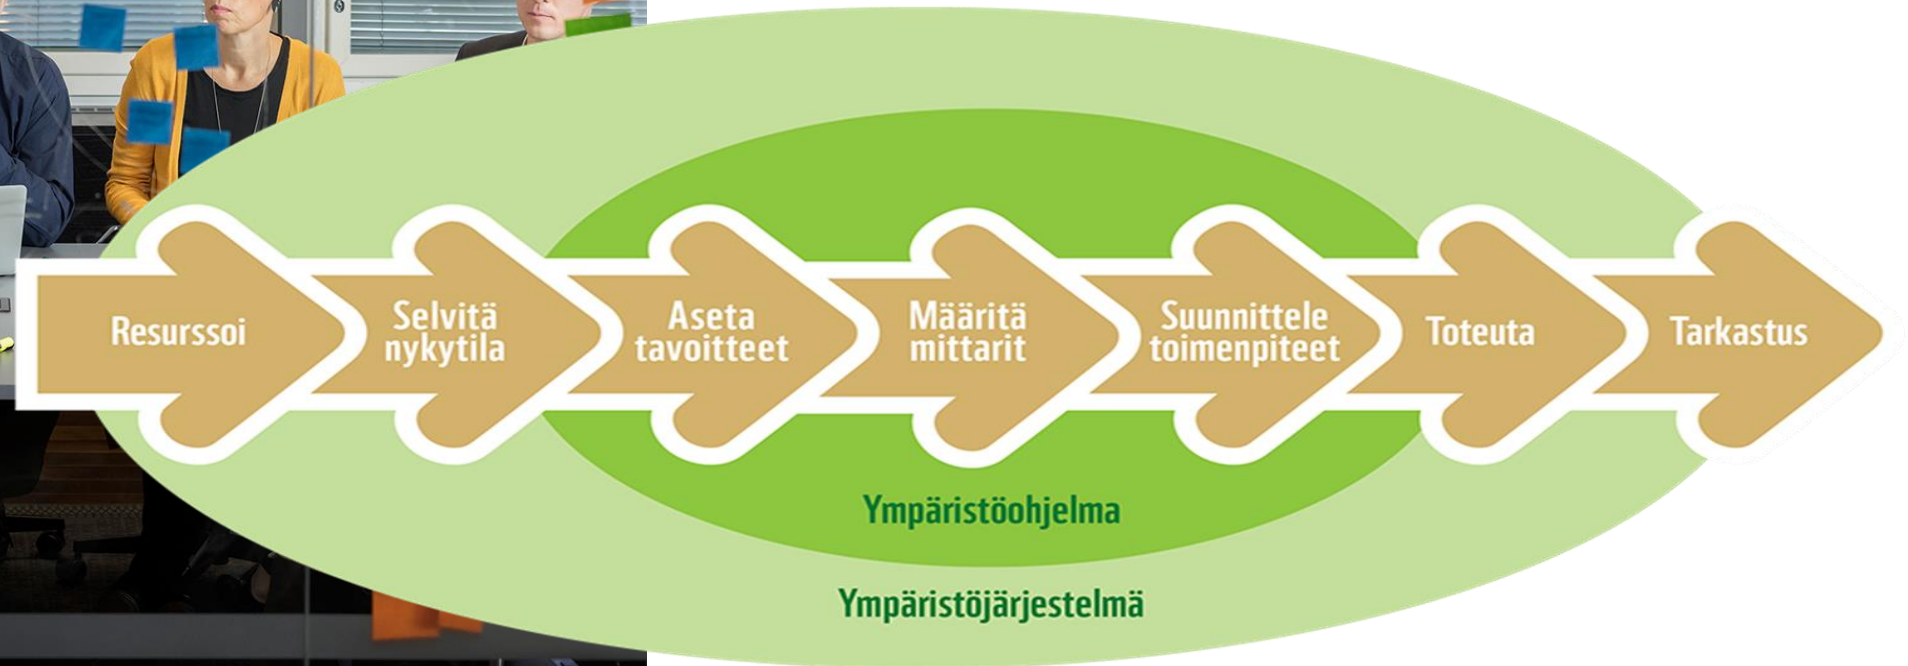 Resurssoi
Selvitä
nykytila
Aseta
tavoitteet
Määritä
mittarit
Suunnittele
toimenpiteet
Toteuta
Tarkastus
Ympäristöohjelma
Ympäristöjärjestelmä